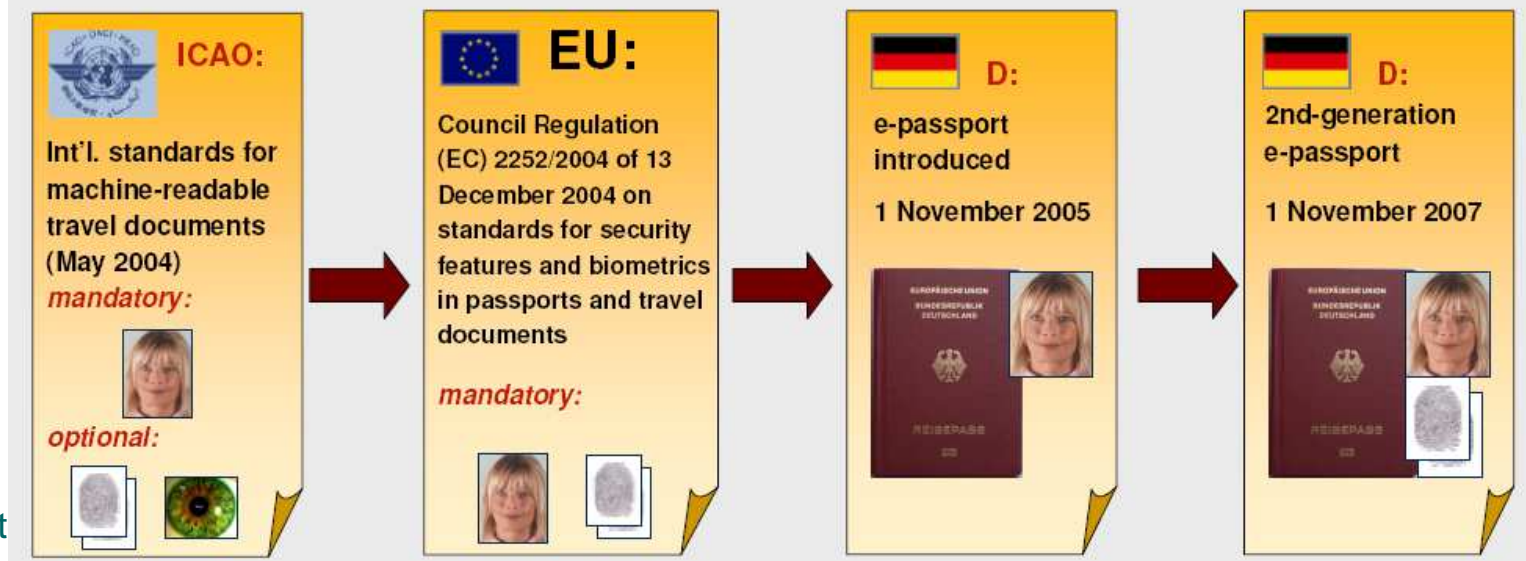 ICAO:
Int'l. standards for
machine-readable
travel documents
(May 2004)
mandatory:
optional:
t
EU:
Council Regulation
(EC) 2252/2004 of 13
December 2004 on
standards for security
features and biometrics
in passports and travel
documents
mandatory:
D:
e-passport
introduced
1 November 2005
EUROPÄISCHE UNION
BUNDESREPUBLIK
DEUTSCHLAND
REISEPASS
D:
2nd-generation
e-passport
1 November 2007
EUROPÄISCHE UNION
BUNDESREPUBLIK
DEUTSCHLAND
REISEPASS